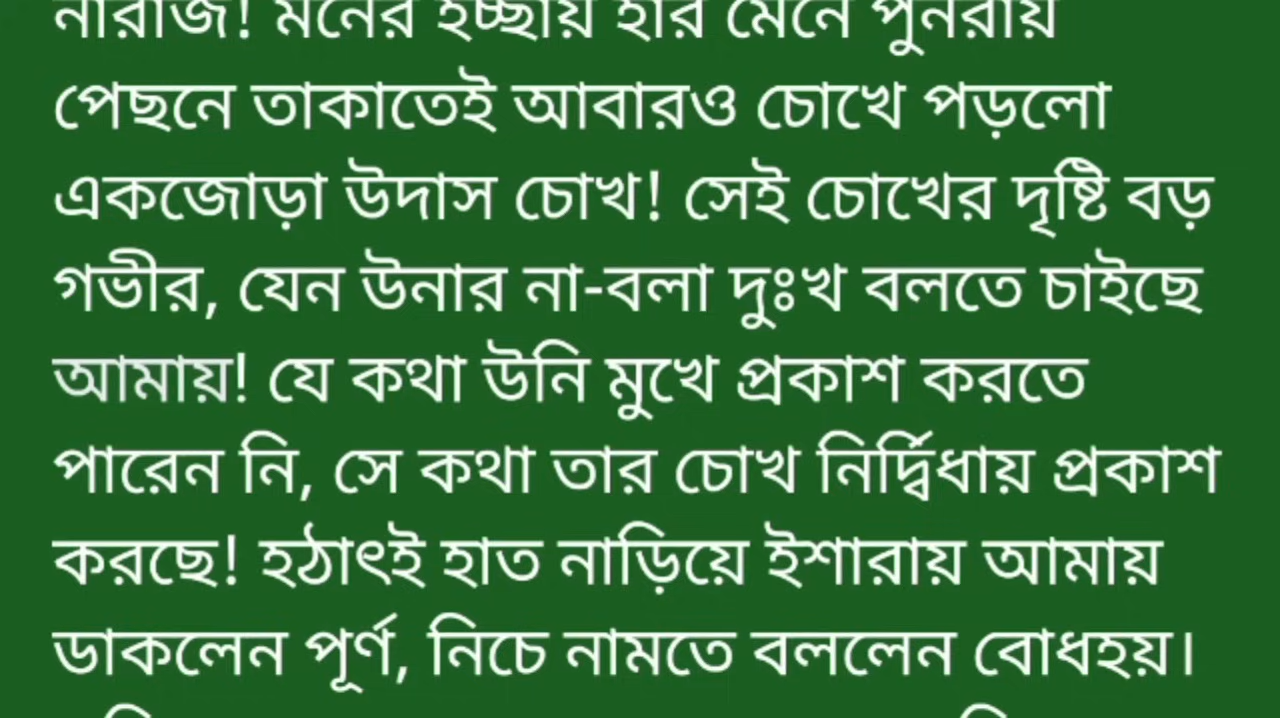 নারাজ! মনের ইচ্ছায় হার মেনে পুনরায়
পেছনে তাকাতেই আবারও চোখে পড়লো
একজোড়া উদাস চোখ! সেই চোখের দৃষ্টি বড়
গভীর, যেন উনার না-বলা দুঃখ বলতে চাইছে
আমায়! যে কথা উনি মুখে প্রকাশ করতে
পারেন নি, সে কথা তার চোখ নির্দ্বিধায় প্রকাশ
করছে! হঠাৎই হাত নাড়িয়ে ইশারায় আমায়
ডাকলেন পূর্ণ, নিচে নামতে বললেন বোধহয়।